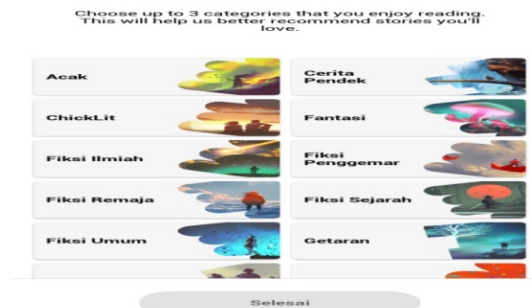 Choose up to 3 categories that you enjoy reading.
This will help us better recommend stories you'll
love.
Acak
Cerita
Pendek
ChickLit
Fantasi
Fiksi Ilmiah
Fiksi
Penggemar
Fiksi Remaja
Fiksi Sejarah
Fiksi Umum
Getaran
Selesai